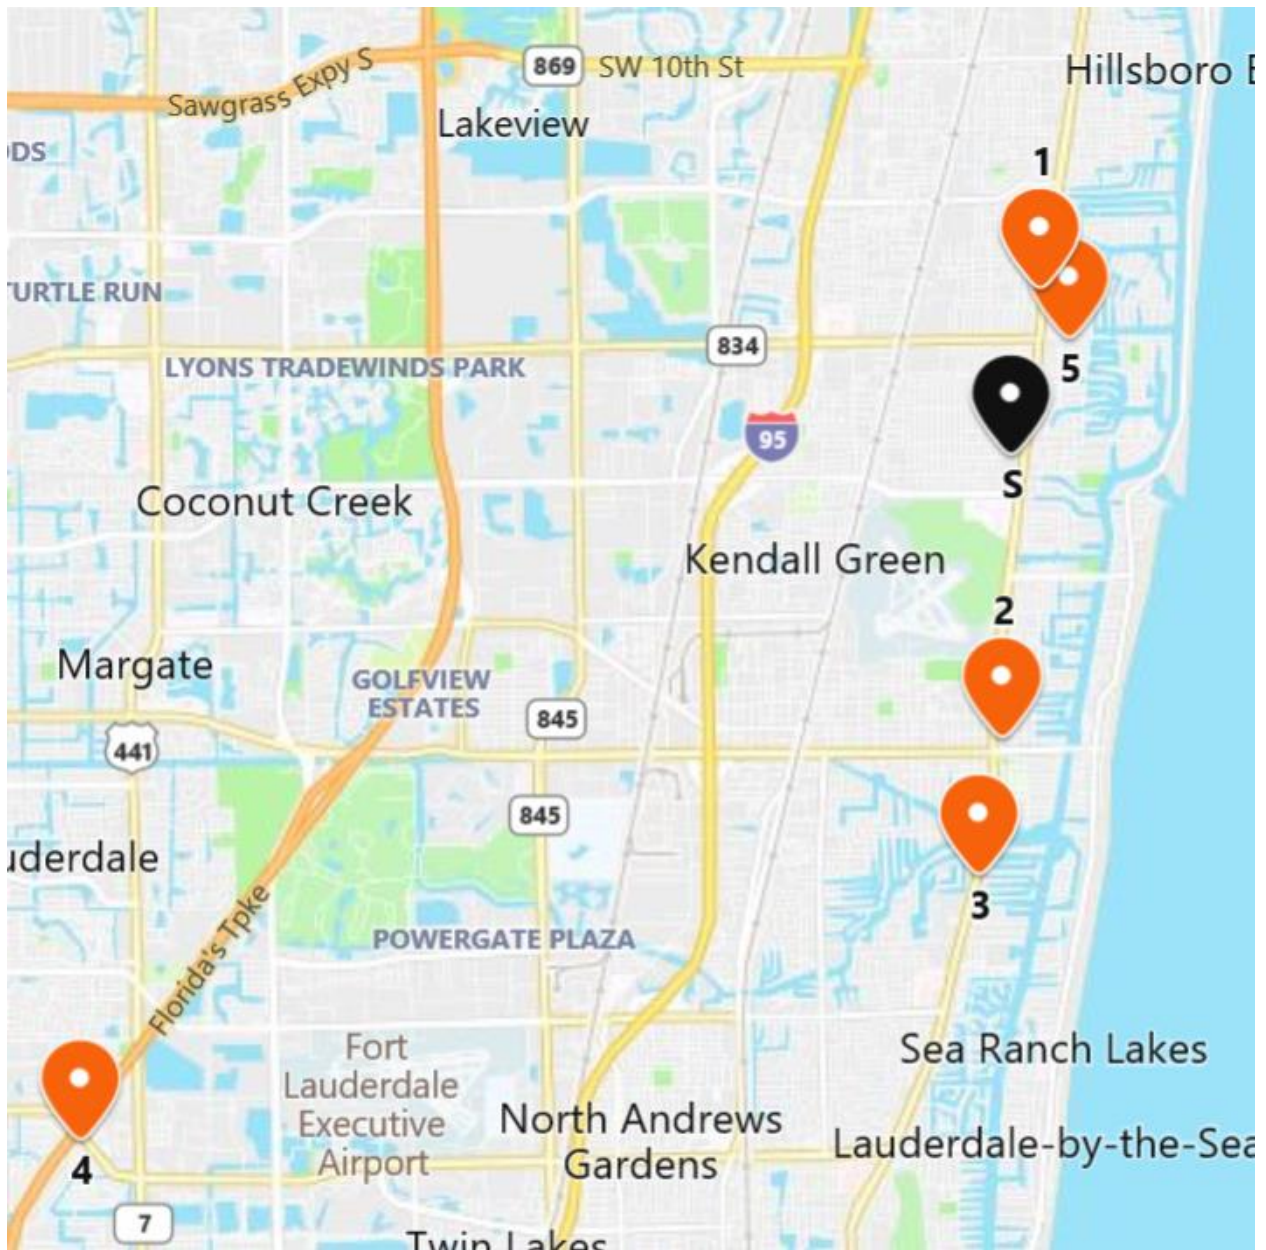 869 SW 10th St
Hillsboro
Sawgrass Expy S
Lakeview
1
TURTLE RUN
834
LYONS TRADEWINDS PARK
5
95
S
Coconut Creek
Kendall Green
2
Margate
GOLFVIEW
ESTATES
845
441
845
3
POWERGATE PLAZA
Florida's Tpke
Fort
Lauderdale
Executive
Airport
Sea Ranch Lakes
North Andrews
Gardens
Lauderdale-by-the-Sea
4
7
Twin Lakes